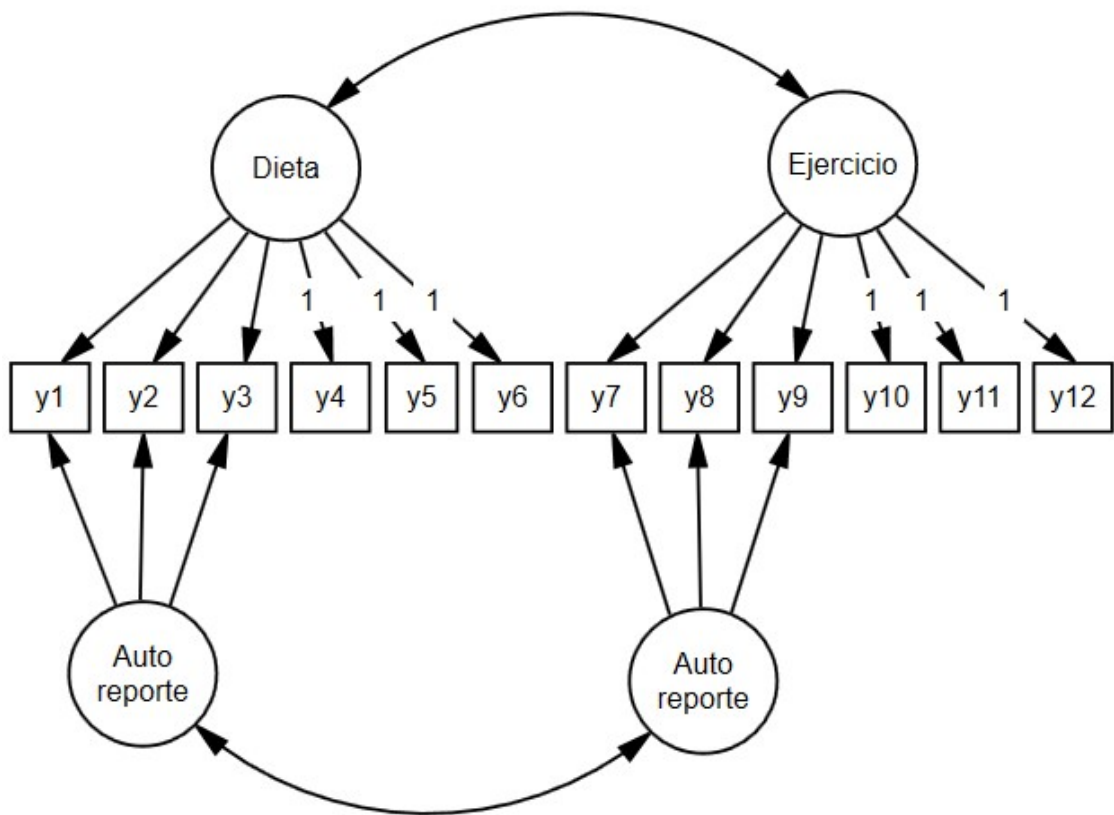 Dieta
Ejercicio
1
1
1
1
1
1
y1
y2
y3
y4
y5
y6
y7
y8
y9
y10
y11
y12
Auto
reporte
Auto
reporte